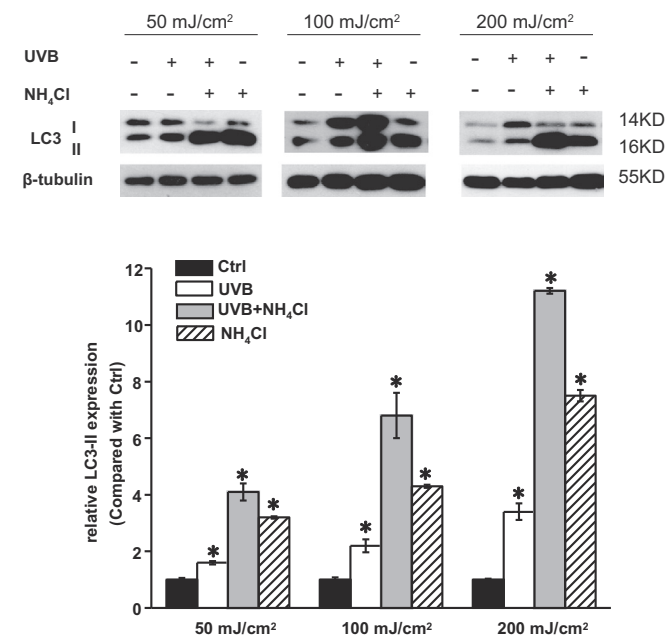 50 mJ/cm² 100 mJ/cm² 200 mJ/cm²
UVB - + + - - + + - - + + -
NH₄Cl - - + + - - + + - - + +
LC3 I 14KD
II 16KD
β-tubulin 55KD
12
10
8
6
4
2
0
relative LC3-II expression
(Compared with Ctrl)
Ctrl
UVB
UVB+NH₄Cl
NH₄Cl
* * * * * * * * *
50 mJ/cm² 100 mJ/cm² 200 mJ/cm²